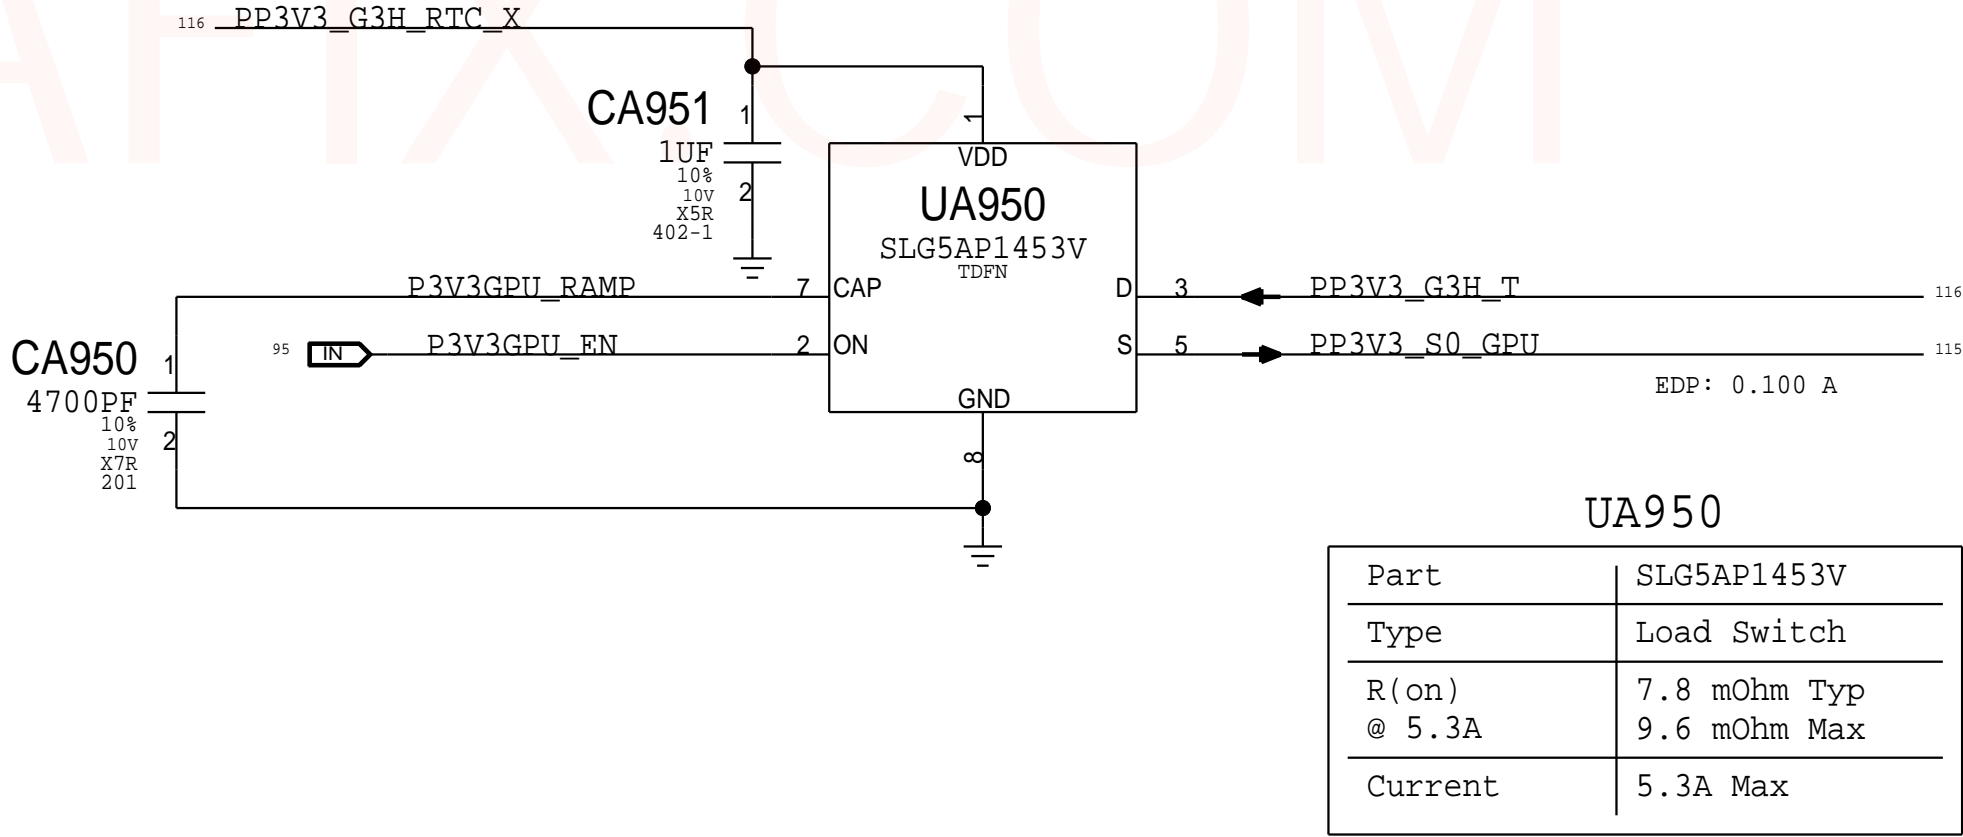 116 PP3V3_G3H_RTC_X
CA951 1
1UF
10%
10V 2
X5R
402-1
1
VDD
UA950
SLG5AP1453V
TDFN
P3V3GPU_RAMP 7 CAP
D 3 PP3V3_G3H_T 116
95 IN P3V3GPU_EN 2 ON
S 5 PP3V3_S0_GPU 115
EDP: 0.100 A
GND
8
CA950 1
4700PF
10%
10V 2
X7R
201
UA950
Part SLG5AP1453V
Type Load Switch
R(on) 7.8 mOhm Typ
@ 5.3A 9.6 mOhm Max
Current 5.3A Max
AFIX.COM